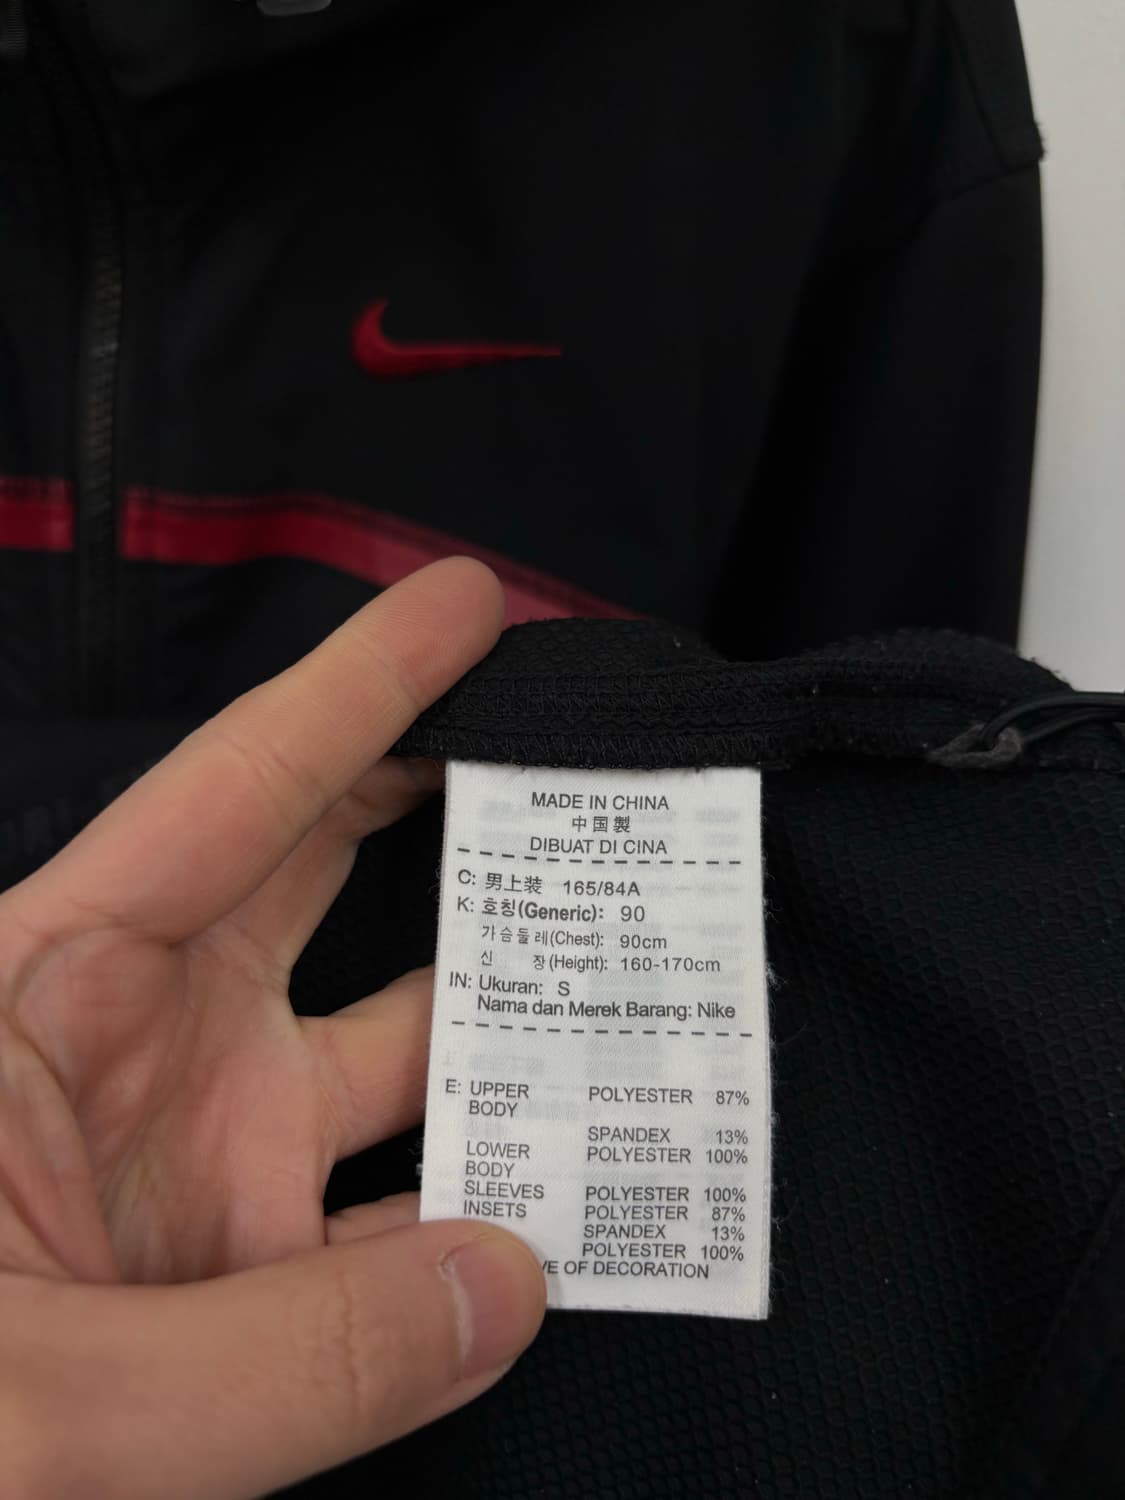 MADE IN CHINA
中国製
DIBUAT DI CINA
C: 男上装 165/84A
K: 호칭(Generic): 90
가슴둘레(Chest): 90cm
신 장(Height): 160-170cm
IN: Ukuran: S
Nama dan Merek Barang: Nike
E: UPPER BODY POLYESTER 87%
SPANDEX 13%
LOWER BODY POLYESTER 100%
SLEEVES POLYESTER 100%
INSETS POLYESTER 87%
SPANDEX 13%
POLYESTER 100%
OF DECORATION